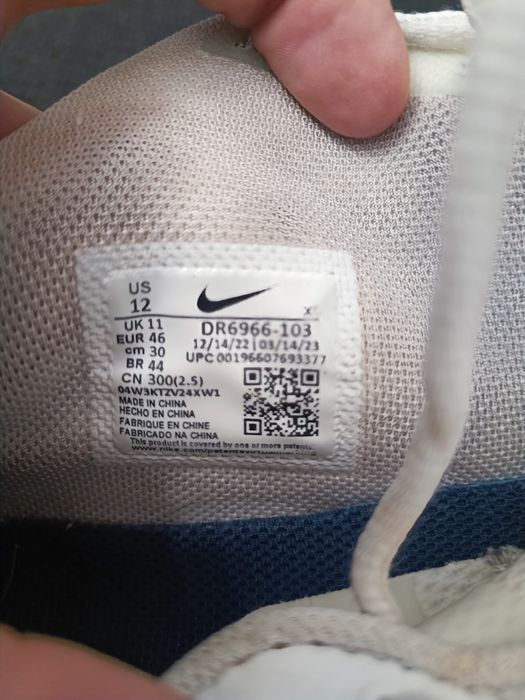 US
12
X
UK 11
EUR 46
cm 30
BR 44
CN 300(2.5)
DR6966-103
12/14/22 | 03/14/23
UPC 00196607693377
04W3KTZV24XW1
MADE IN CHINA
HECHO EN CHINA
FABRIQUE EN CHINE
FABRICADO NA CHINA
This product is covered by one or more patents.